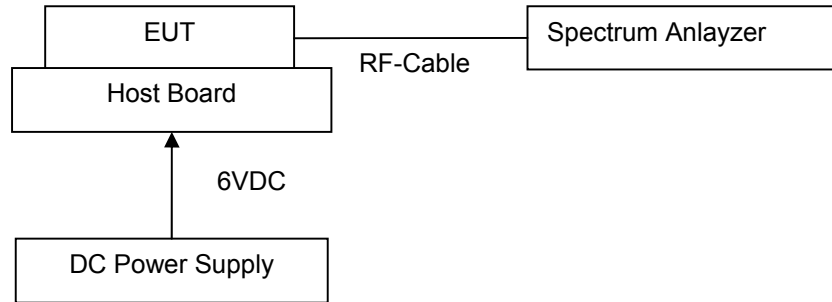 EUT
Spectrum Anlayzer
RF-Cable
Host Board
6VDC
DC Power Supply